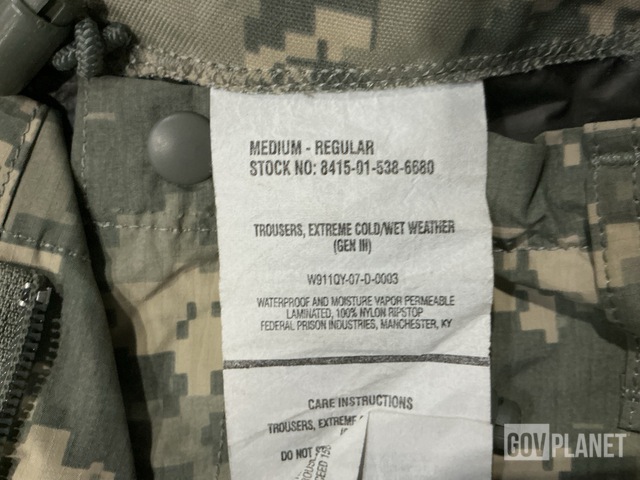 MEDIUM - REGULAR
STOCK NO: 8415-01-538-6680
TROUSERS, EXTREME COLD/WET WEATHER
(GEN III)
W911QY-07-D-0003
WATERPROOF AND MOISTURE VAPOR PERMEABLE
LAMINATED, 100% NYLON RIPSTOP
FEDERAL PRISON INDUSTRIES, MANCHESTER, KY
CARE INSTRUCTIONS
TROUSERS, EXTREME
DO NOT
GOVPLANET